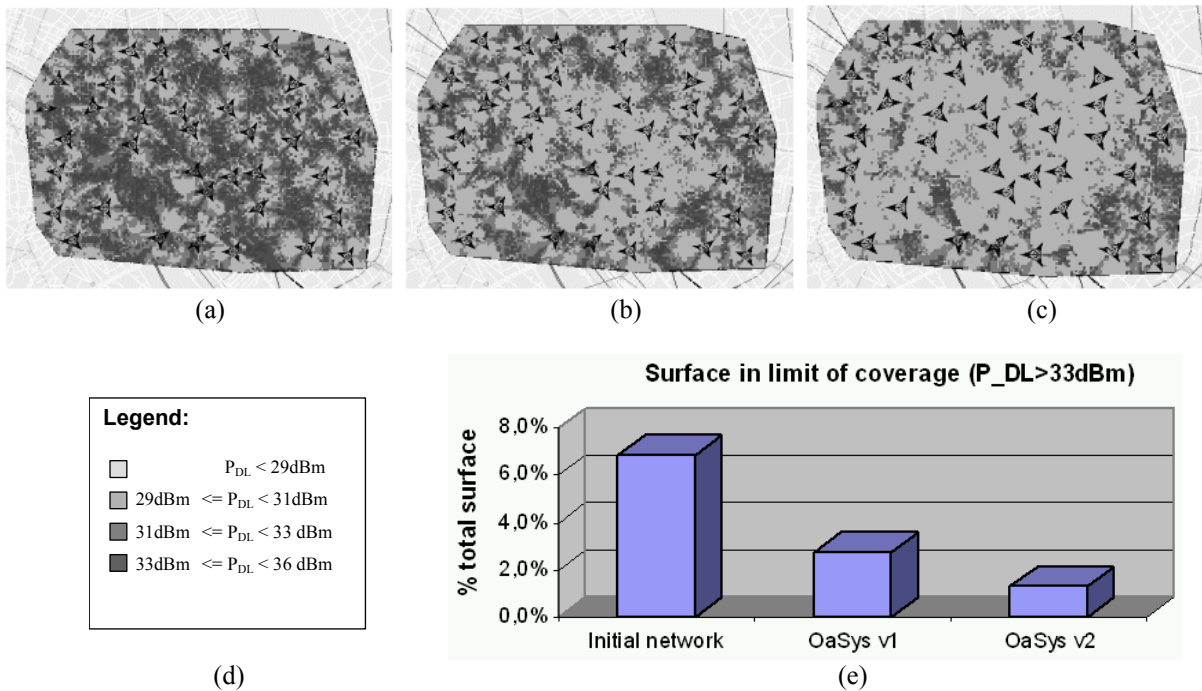 (a)
(b)
(c)
Legend:
P_DL < 29dBm
29dBm <= P_DL < 31dBm
31dBm <= P_DL < 33 dBm
33dBm <= P_DL < 36 dBm
(d)
Surface in limit of coverage (P_DL>33dBm)
% total surface
8,0%
6,0%
4,0%
2,0%
0,0%
Initial network
OaSys v1
OaSys v2
(e)